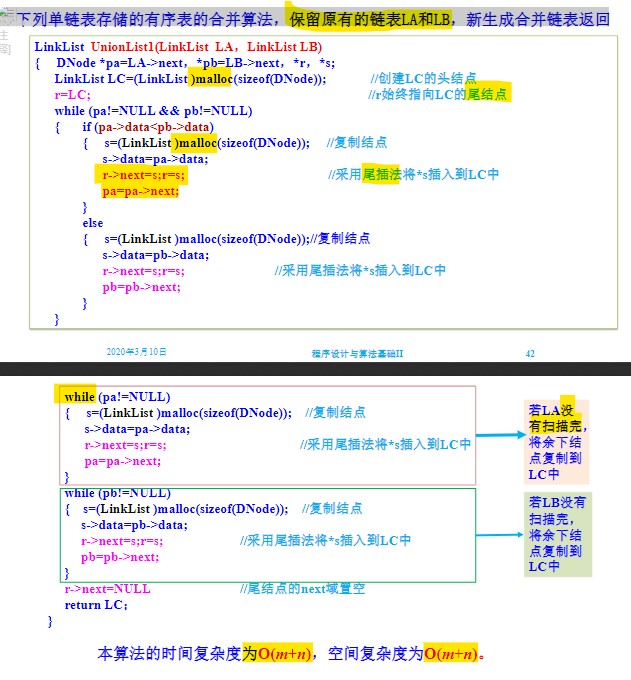 下列单链表存储的有序表的合并算法，保留原有的链表LA和LB，新生成合并链表返回
LinkList UnionList1(LinkList LA，LinkList LB)
{ DNode *pa=LA->next，*pb=LB->next，*r，*s;
LinkList LC=(LinkList )malloc(sizeof(DNode)); //创建LC的头结点
r=LC; //r始终指向LC的尾结点
while (pa!=NULL && pb!=NULL)
{ if (pa->data<pb->data)
{ s=(LinkList )malloc(sizeof(DNode)); //复制结点
s->data=pa->data;
r->next=s;r=s; //采用尾插法将*s插入到LC中
pa=pa->next;
}
else
{ s=(LinkList )malloc(sizeof(DNode));//复制结点
s->data=pb->data;
r->next=s;r=s; //采用尾插法将*s插入到LC中
pb=pb->next;
}
}
2020年3月10日 程序设计与算法基础II 42
while (pa!=NULL)
{ s=(LinkList )malloc(sizeof(DNode)); //复制结点
s->data=pa->data;
r->next=s;r=s; //采用尾插法将*s插入到LC中
pa=pa->next;
}
若LA没
有扫描完，
将余下结
点复制到
LC中
while (pb!=NULL)
{ s=(LinkList )malloc(sizeof(DNode)); //复制结点
s->data=pb->data;
r->next=s;r=s; //采用尾插法将*s插入到LC中
pb=pb->next;
}
若LB没有
扫描完，
将余下结
点复制到
LC中
r->next=NULL //尾结点的next域置空
return LC;
}
本算法的时间复杂度为O(m+n)，空间复杂度为O(m+n)。